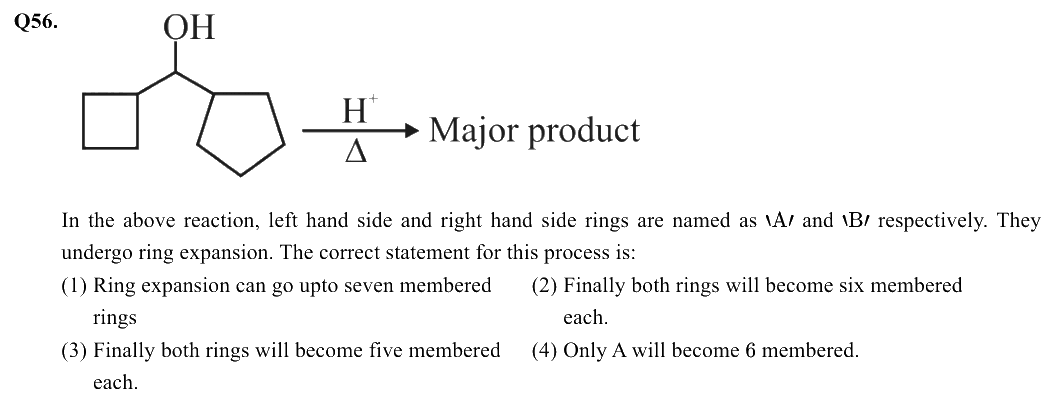 Q56.
OH
H⁺
Δ
Major product
In the above reaction, left hand side and right hand side rings are named as \A/ and \B/ respectively. They
undergo ring expansion. The correct statement for this process is:
(1) Ring expansion can go upto seven membered (2) Finally both rings will become six membered
rings each.
(3) Finally both rings will become five membered (4) Only A will become 6 membered.
each.